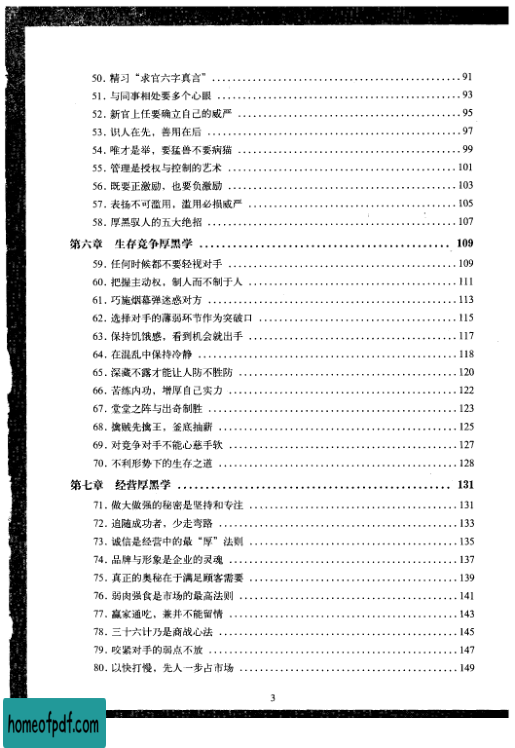 50. 精习“求官六字真言” 91
51. 与同事相处要多个心眼 93
52. 新官上任要确立自己的威严 95
53. 识人在先，善用在后 97
54. 唯才是举，要猛兽不要病猫 99
55. 管理是授权与控制的艺术 101
56. 既要正激励，也要负激励 103
57. 表扬不可滥用，滥用必损威严 105
58. 厚黑驭人的五大绝招 107
第六章 生存竞争厚黑学 109
59. 任何时候都不要轻视对手 109
60. 把握主动权，制人而不制于人 111
61. 巧施烟幕弹迷惑对方 113
62. 选择对手的薄弱环节作为突破口 115
63. 保持饥饿感，看到机会就出手 117
64. 在混乱中保持冷静 118
65. 深藏不露才能让人防不胜防 120
66. 苦练内功，增厚自己实力 122
67. 堂堂之阵与出奇制胜 123
68. 擒贼先擒王，釜底抽薪 125
69. 对竞争对手不能心慈手软 127
70. 不利形势下的生存之道 128
第七章 经营厚黑学 131
71. 做大做强的秘密是坚持和专注 131
72. 追随成功者，少走弯路 133
73. 诚信是经营中的最“厚”法则 135
74. 品牌与形象是企业的灵魂 137
75. 真正的奥秘在于满足顾客需要 139
76. 弱肉强食是市场的最高法则 141
77. 赢家通吃，兼并不能留情 143
78. 三十六计乃是商战心法 145
79. 咬紧对手的弱点不放 147
80. 以快打慢，先人一步占市场 149
3
homeofpdf.com